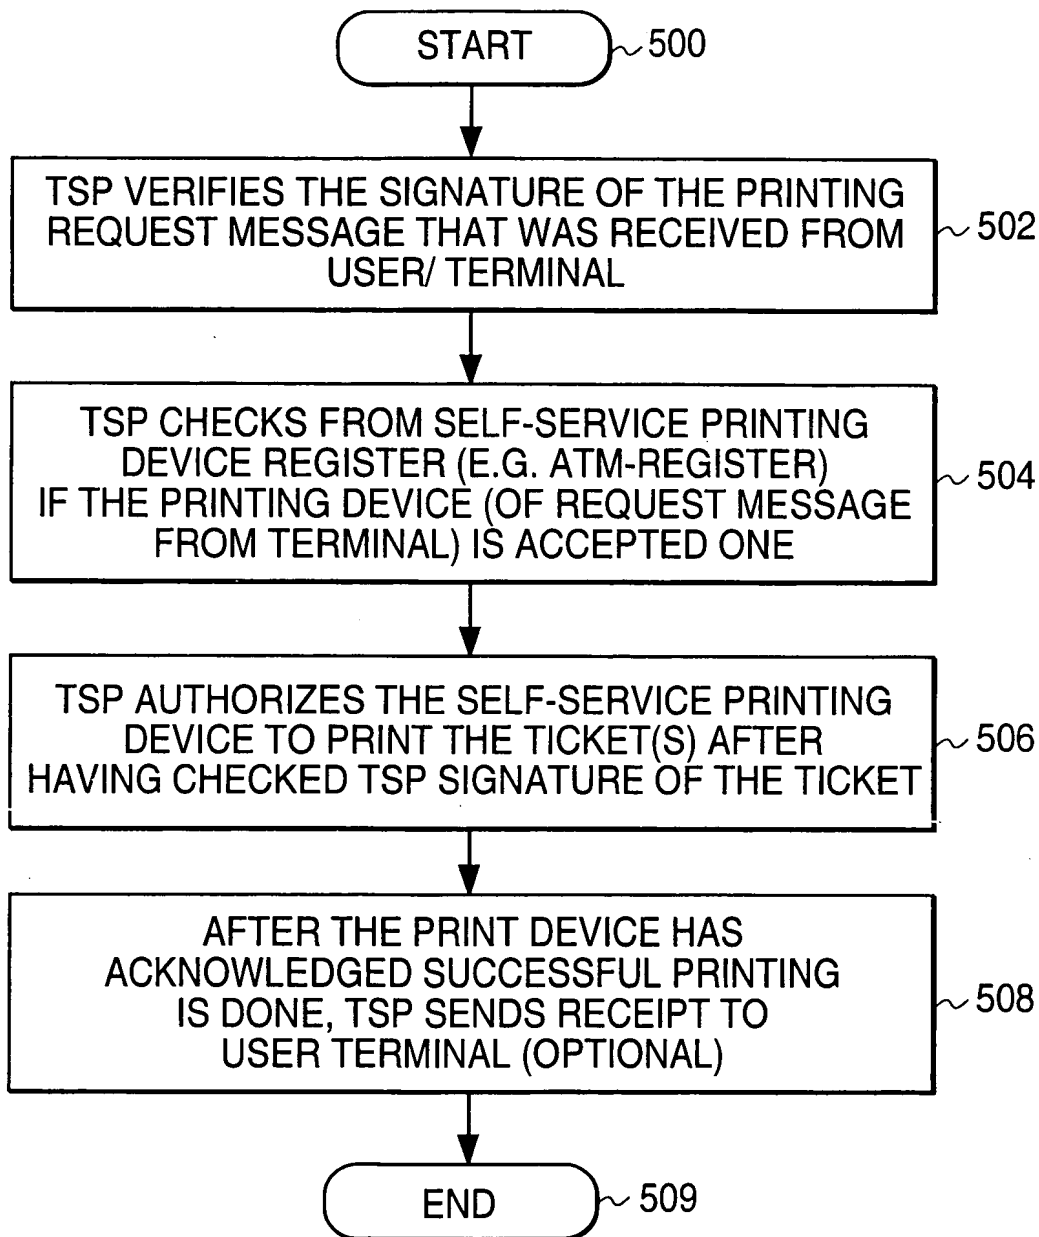 START
500
TSP VERIFIES THE SIGNATURE OF THE PRINTING
REQUEST MESSAGE THAT WAS RECEIVED FROM
USER/ TERMINAL
502
TSP CHECKS FROM SELF-SERVICE PRINTING
DEVICE REGISTER (E.G. ATM-REGISTER)
IF THE PRINTING DEVICE (OF REQUEST MESSAGE
FROM TERMINAL) IS ACCEPTED ONE
504
TSP AUTHORIZES THE SELF-SERVICE PRINTING
DEVICE TO PRINT THE TICKET(S) AFTER
HAVING CHECKED TSP SIGNATURE OF THE TICKET
506
AFTER THE PRINT DEVICE HAS
ACKNOWLEDGED SUCCESSFUL PRINTING
IS DONE, TSP SENDS RECEIPT TO
USER TERMINAL (OPTIONAL)
508
END
509